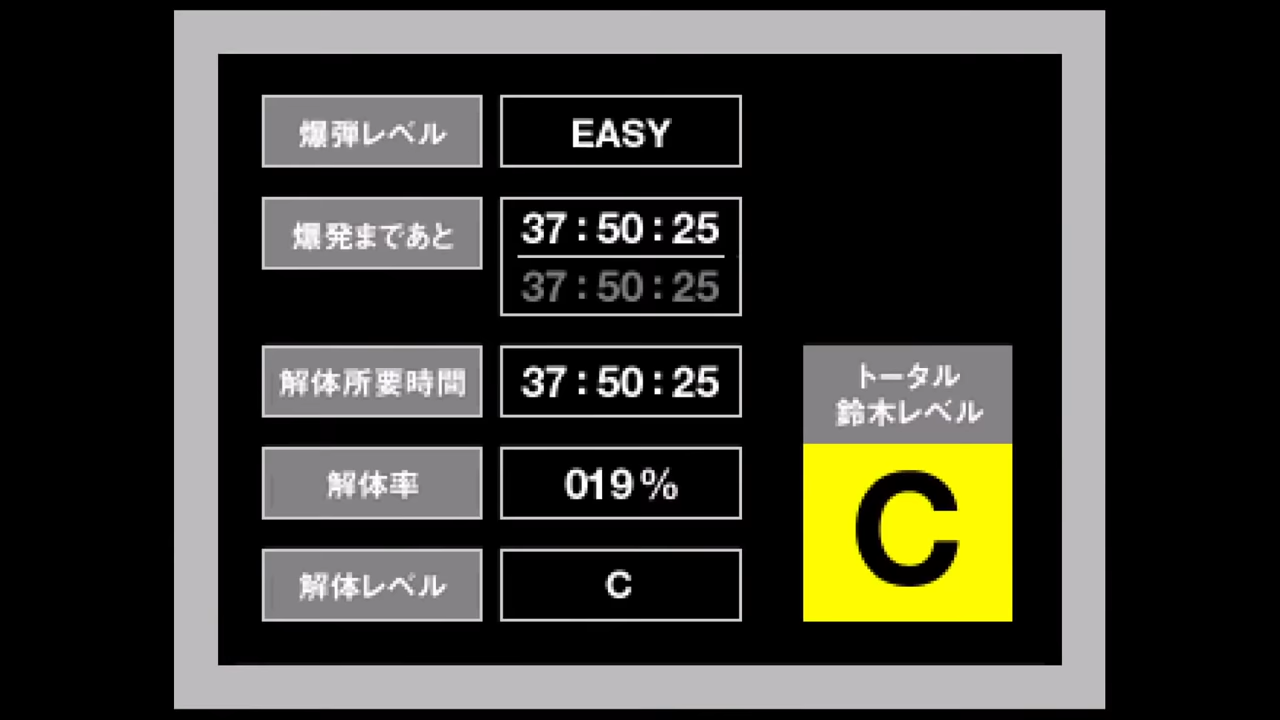 爆弾レベル EASY
爆発まであと 37:50:25
37:50:25
解体所要時間 37:50:25
解体率 019%
解体レベル C
トータル
鈴木レベル
C